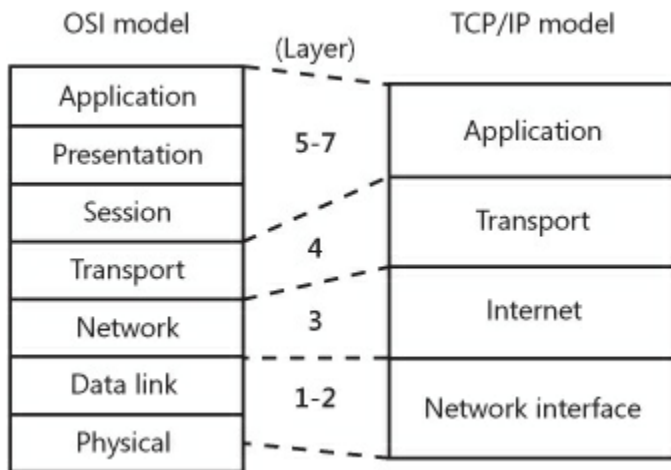 OSI model
(Layer)
TCP/IP model
Application
Presentation
Session
Transport
Network
Data link
Physical
5-7
4
3
1-2
Application
Transport
Internet
Network interface